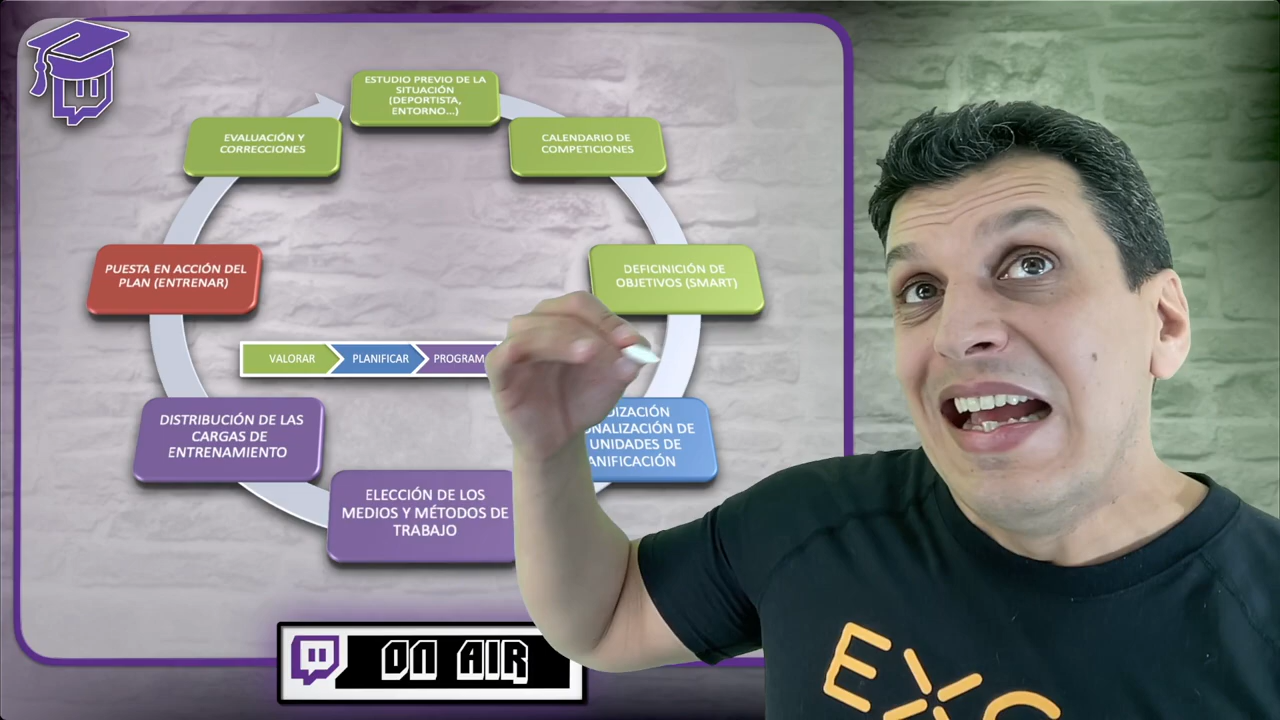 ESTUDIO PREVIO DE LA
SITUACIÓN
(DEPORTISTA,
ENTORNO...)
CALENDARIO DE
COMPETICIONES
DEFICINICIÓN DE
OBJETIVOS (SMART)
UNIDADES DE
ELECCIÓN DE LOS
MEDIOS Y MÉTODOS DE
TRABAJO
DISTRIBUCIÓN DE LAS
CARGAS DE
ENTRENAMIENTO
PUESTA EN ACCIÓN DEL
PLAN (ENTRENAR)
EVALUACIÓN Y
CORRECCIONES
VALORAR
PLANIFICAR
ON AIR